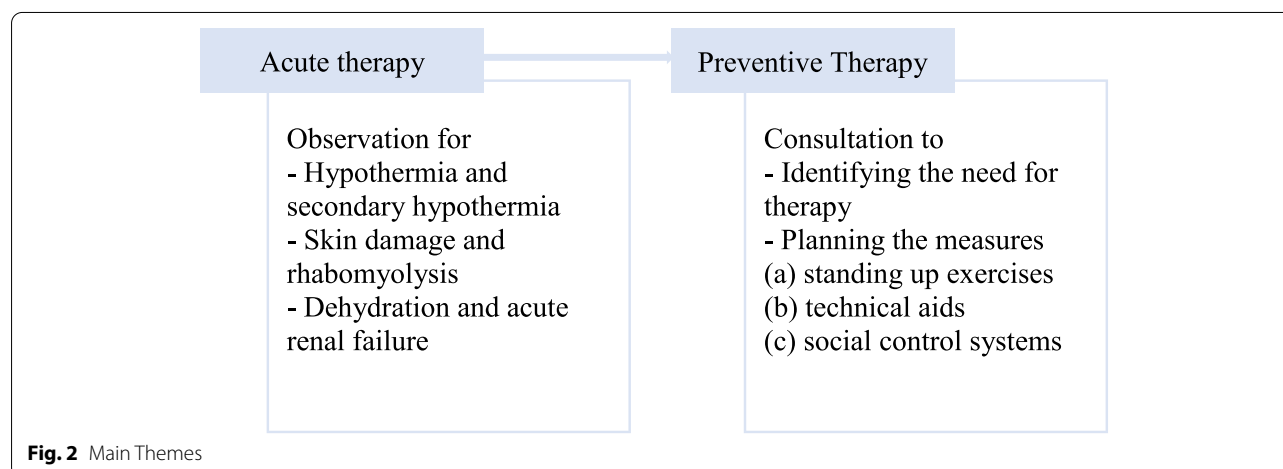 Acute therapy
Observation for
- Hypothermia and
secondary hypothermia
- Skin damage and
rhabomyolysis
- Dehydration and acute
renal failure
Preventive Therapy
Consultation to
- Identifying the need for
therapy
- Planning the measures
(a) standing up exercises
(b) technical aids
(c) social control systems
Fig. 2 Main Themes